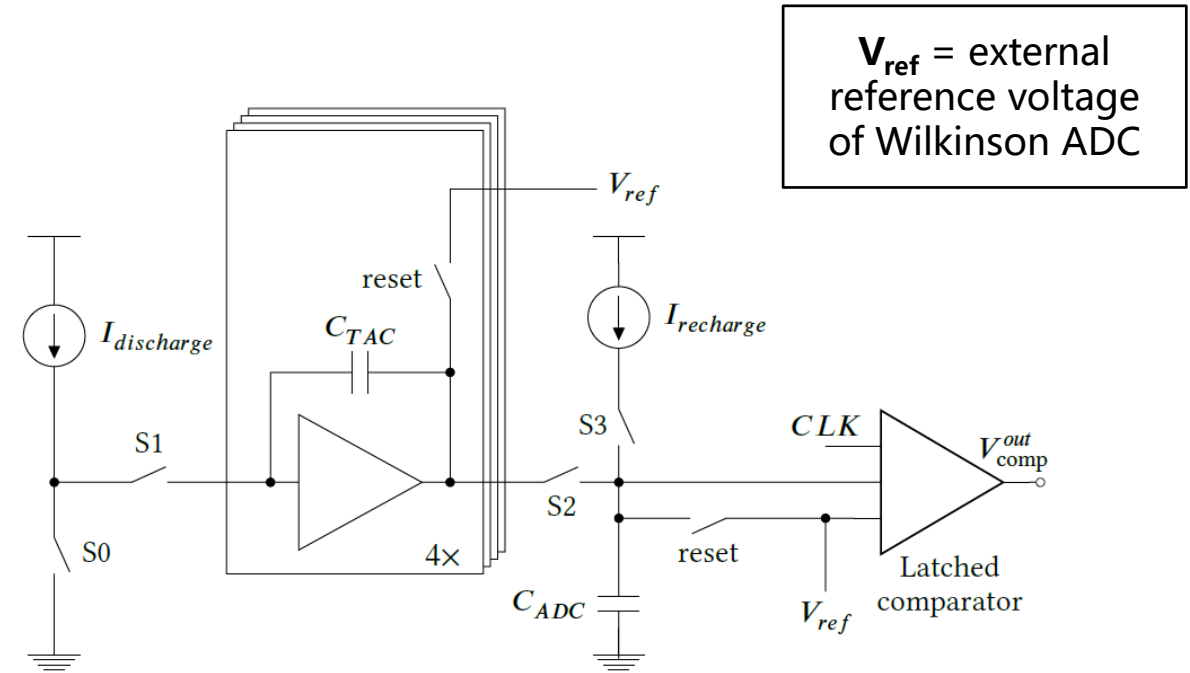 V_ref = external
reference voltage
of Wilkinson ADC
V_ref
reset
I_discharge
C_TAC
I_recharge
S1
S3
CLK
V_comp^out
S2
S0
4×
reset
Latched
comparator
C_ADC
V_ref